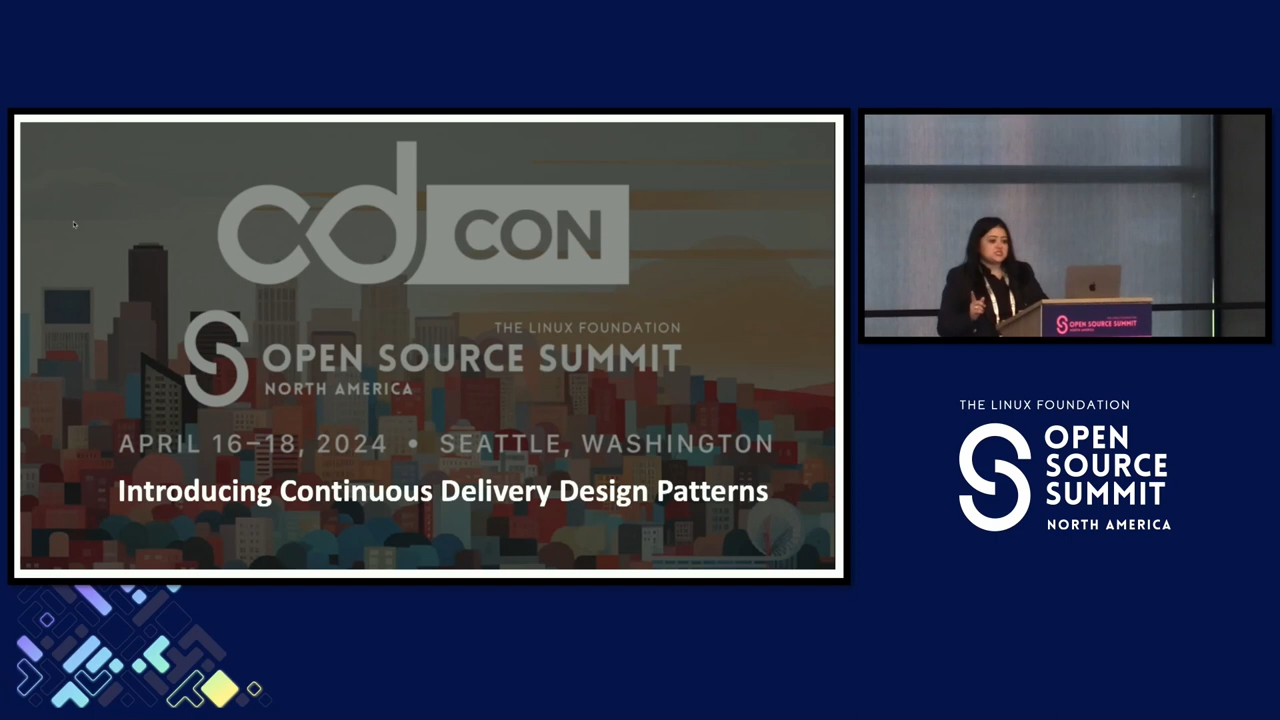 cd CON
THE LINUX FOUNDATION
OPEN SOURCE SUMMIT
NORTH AMERICA
APRIL 16–18, 2024 • SEATTLE, WASHINGTON
Introducing Continuous Delivery Design Patterns
OPEN SOURCE SUMMIT
THE LINUX FOUNDATION
OPEN
SOURCE
SUMMIT
NORTH AMERICA